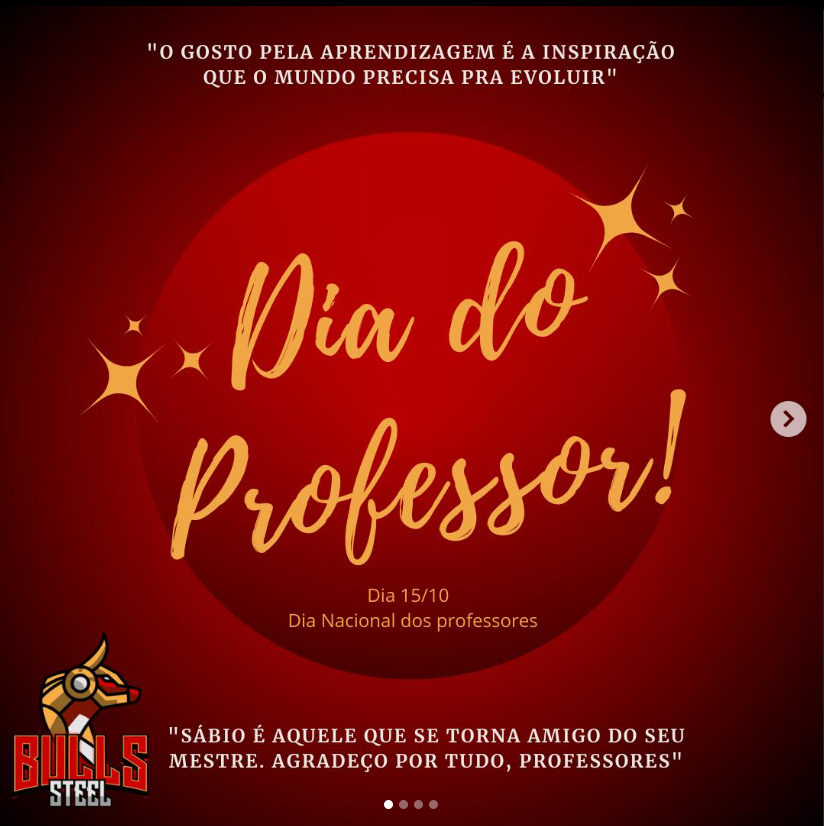 "O GOSTO PELA APRENDIZAGEM É A INSPIRAÇÃO
QUE O MUNDO PRECISA PRA EVOLUIR"
Dia do
Professor!
Dia 15/10
Dia Nacional dos professores
"SÁBIO É AQUELE QUE SE TORNA AMIGO DO SEU
MESTRE. AGRADEÇO POR TUDO, PROFESSORES"
BULLS
STEEL